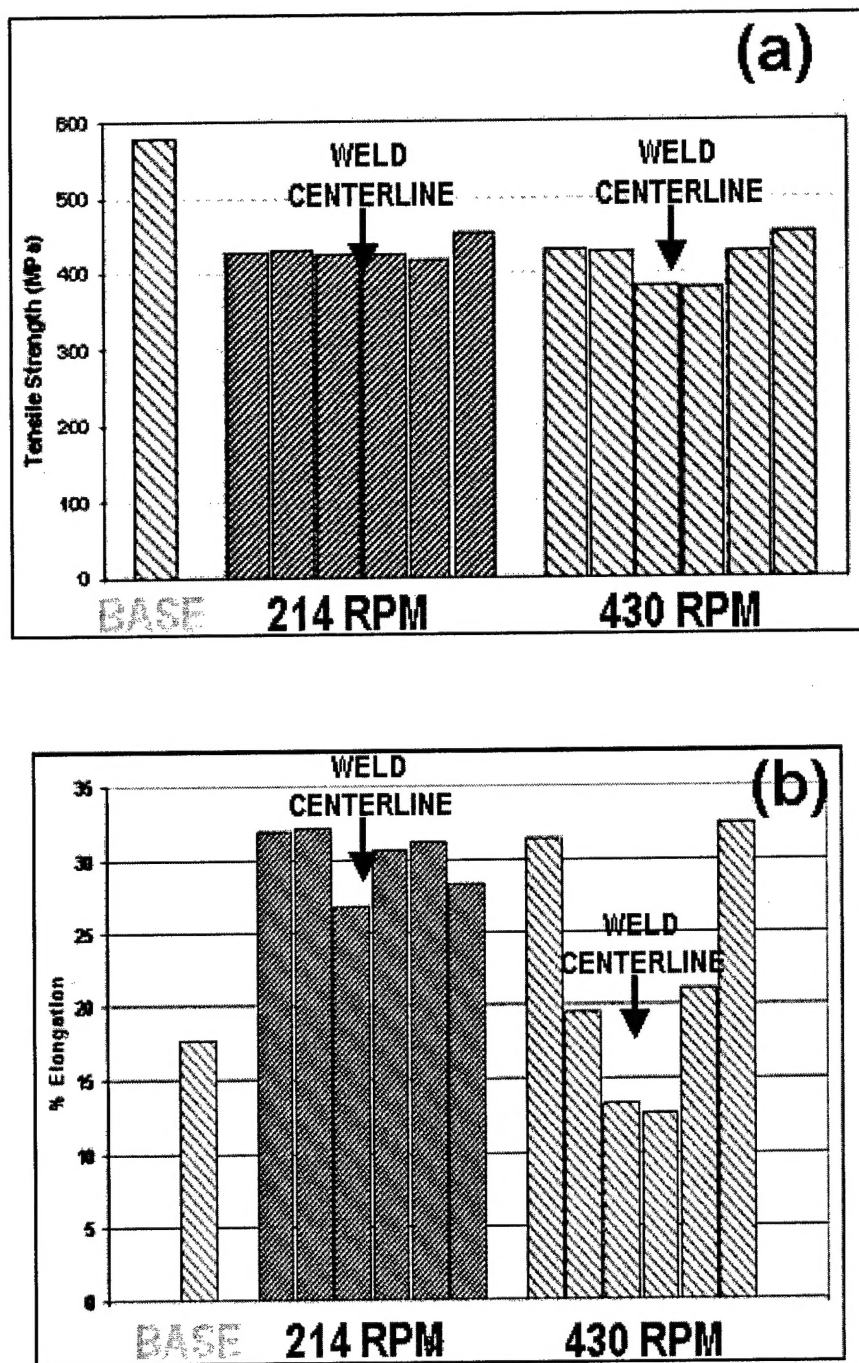 (a)
Tensile Strength (MPa)
600
500
400
300
200
100
0
WELD
CENTERLINE
WELD
CENTERLINE
BASE
214 RPM
430 RPM
(b)
% Elongation
35
30
25
20
15
10
5
0
WELD
CENTERLINE
WELD
CENTERLINE
BASE
214 RPM
430 RPM